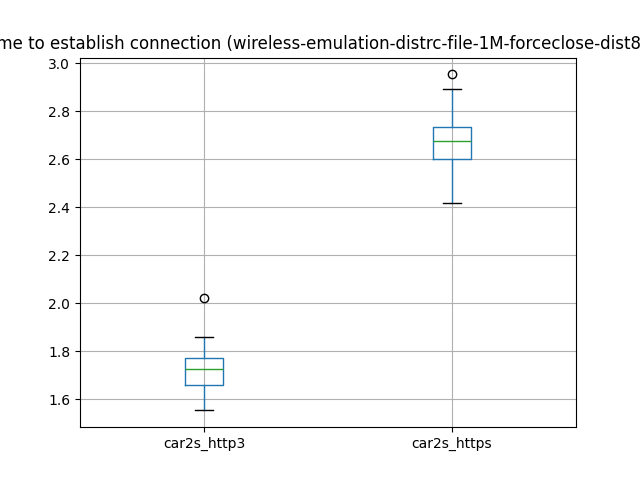 me to establish connection (wireless-emulation-distrc-file-1M-forceclose-dist8
3.0
2.8
2.6
2.4
2.2
2.0
1.8
1.6
car2s_http3
car2s_https